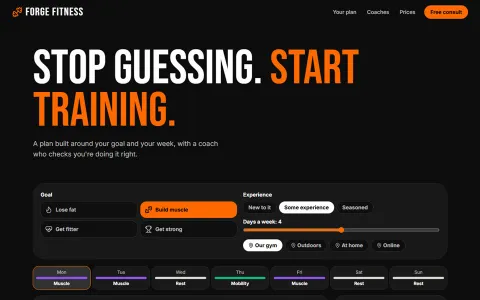 FORGE FITNESS
Your plan
Coaches
Prices
Free consult
STOP GUESSING. START
TRAINING.
A plan built around your goal and your week, with a coach
who checks you're doing it right.
Goal
Lose fat
Build muscle
Get fitter
Get strong
Experience
New to it
Some experience
Seasoned
Days a week: 4
Our gym
Outdoors
At home
Online
Mon
Muscle
Tue
Muscle
Wed
Rest
Thu
Mobility
Fri
Muscle
Sat
Rest
Sun
Rest